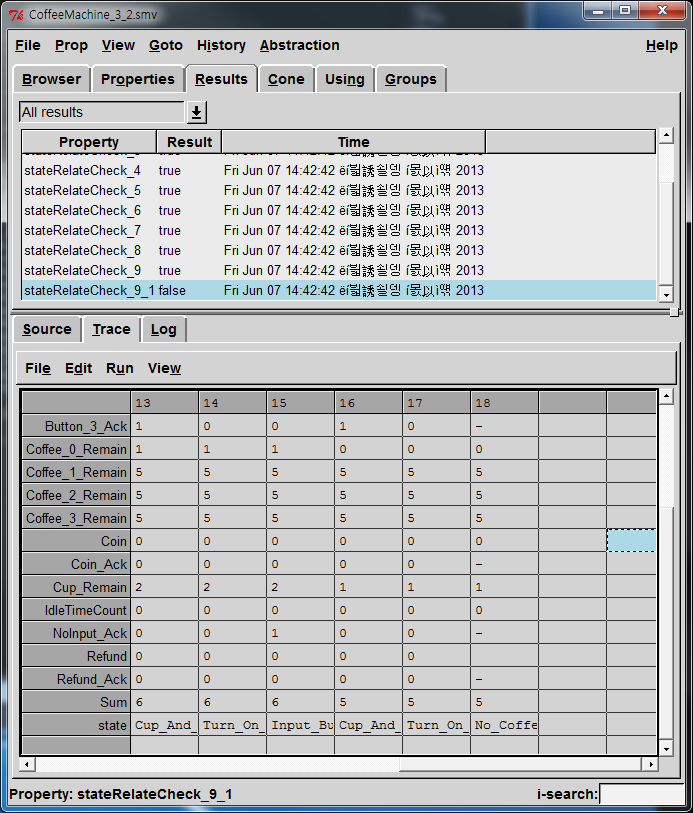 CoffeeMachine_3_2.smv
File Prop View Goto History Abstraction Help
Browser Properties Results Cone Using Groups
All results
Property Result Time
stateRelateCheck_4 true Fri Jun 07 14:42:42 2013
stateRelateCheck_5 true Fri Jun 07 14:42:42 2013
stateRelateCheck_6 true Fri Jun 07 14:42:42 2013
stateRelateCheck_7 true Fri Jun 07 14:42:42 2013
stateRelateCheck_8 true Fri Jun 07 14:42:42 2013
stateRelateCheck_9 true Fri Jun 07 14:42:42 2013
stateRelateCheck_9_1 false Fri Jun 07 14:42:42 2013
Source Trace Log
File Edit Run View
13 14 15 16 17 18
Button_3_Ack 1 0 0 1 0 –
Coffee_0_Remain 1 1 1 0 0 0
Coffee_1_Remain 5 5 5 5 5 5
Coffee_2_Remain 5 5 5 5 5 5
Coffee_3_Remain 5 5 5 5 5 5
Coin 0 0 0 0 0 0
Coin_Ack 0 0 0 0 0 –
Cup_Remain 2 2 2 1 1 1
IdleTimeCount 0 0 0 0 0 0
NoInput_Ack 0 0 1 0 0 –
Refund 0 0 0 0 0
Refund_Ack 0 0 0 0 0 –
Sum 6 6 6 5 5 5
state Cup_And_ Turn_On_ Input_Bu Cup_And_ Turn_On_ No_Coffe
Property: stateRelateCheck_9_1 i-search: